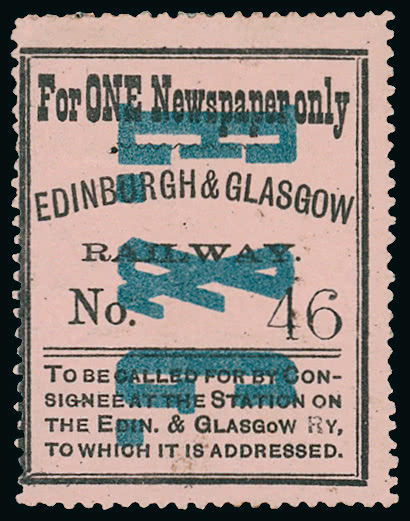 For ONE Newspaper only
EDINBURGH & GLASGOW
RAILWAY.
No. 46
TO BE CALLED FOR BY CON-
SIGNEE AT THE STATION ON
THE EDIN. & GLASGOW RY,
TO WHICH IT IS ADDRESSED.
E. & G.